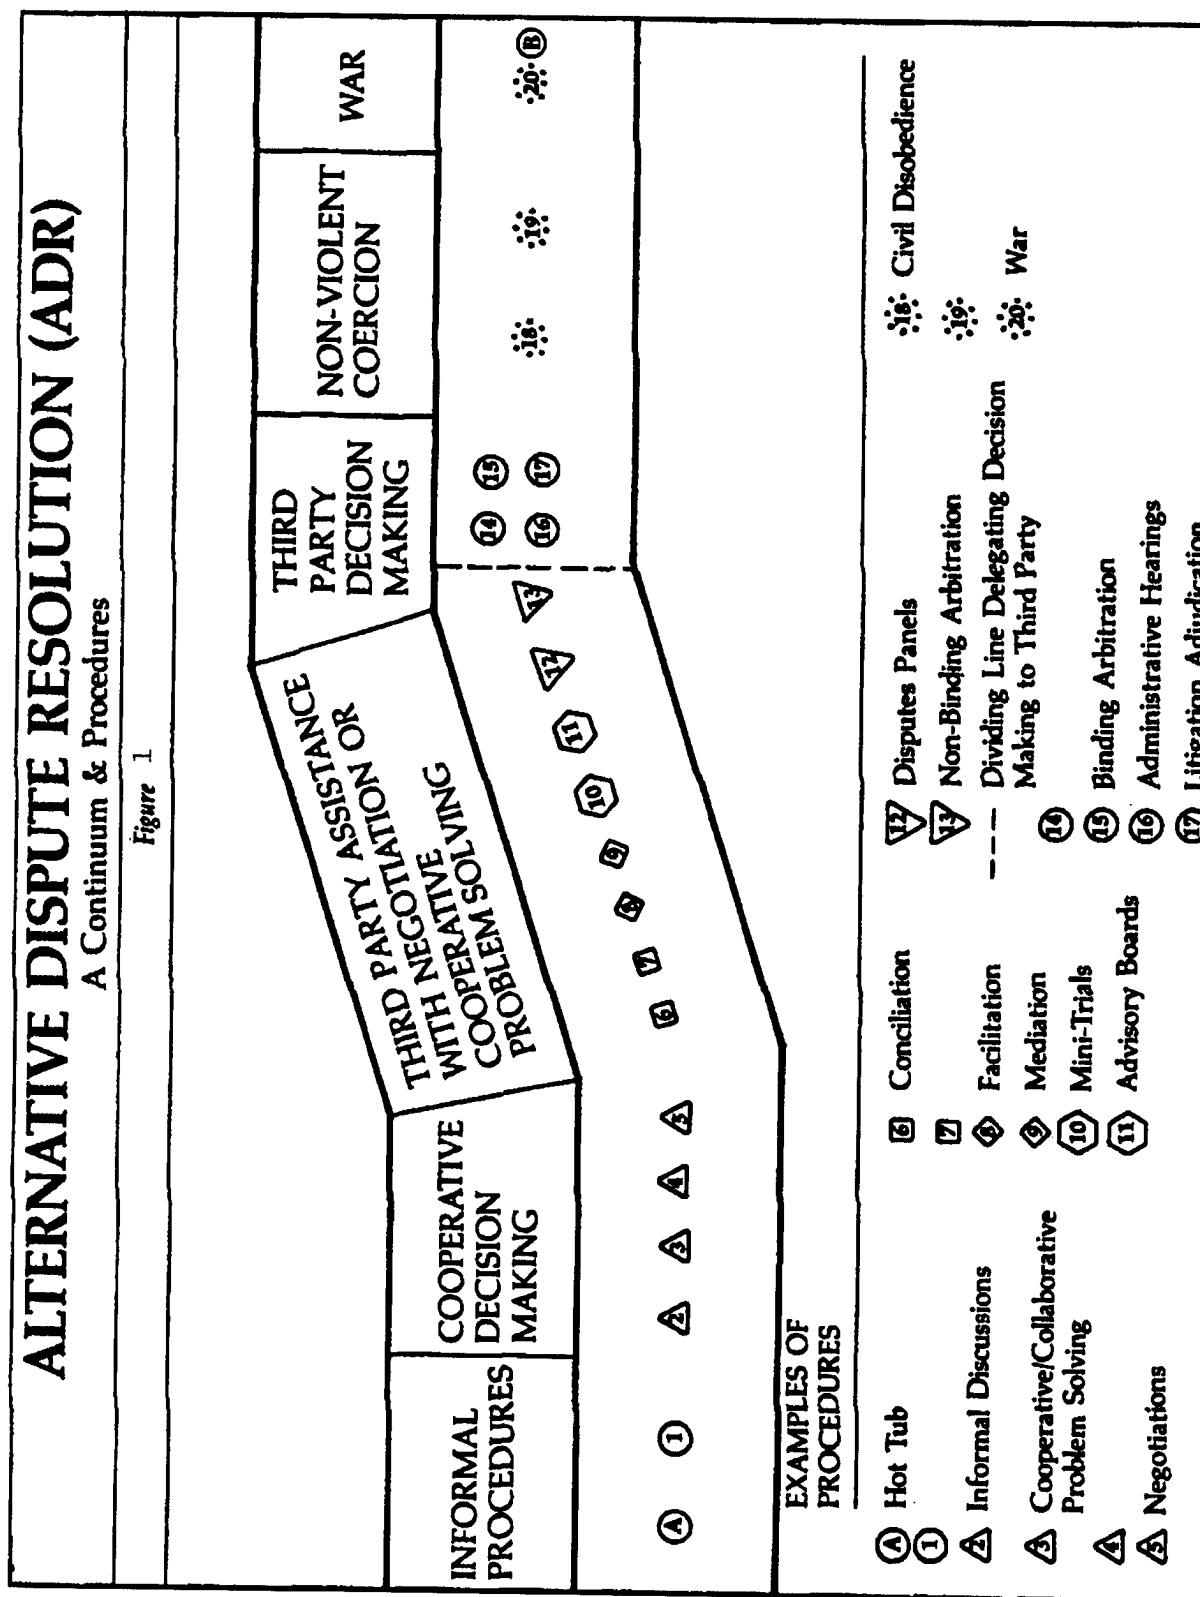 ALTERNATIVE DISPUTE RESOLUTION (ADR)
A Continuum & Procedures
Figure 1
INFORMAL
PROCEDURES
COOPERATIVE
DECISION
MAKING
THIRD PARTY ASSISTANCE
WITH NEGOTIATION OR
COOPERATIVE
PROBLEM SOLVING
THIRD
PARTY
DECISION
MAKING
NON-VIOLENT
COERCION
WAR
A 1 2 3 4 5 6 7 8 9 10 11 12 13
14 15
16 17
18 19 20 B
EXAMPLES OF
PROCEDURES
A Hot Tub
1
2 Informal Discussions
3 Cooperative/Collaborative
Problem Solving
4
5 Negotiations
6 Conciliation
7
8 Facilitation
9 Mediation
10 Mini-Trials
11 Advisory Boards
12 Disputes Panels
13 Non-Binding Arbitration
--- Dividing Line Delegating Decision
Making to Third Party
14
15 Binding Arbitration
16 Administrative Hearings
17 Litigation Adjudication
18 Civil Disobedience
19
20 War